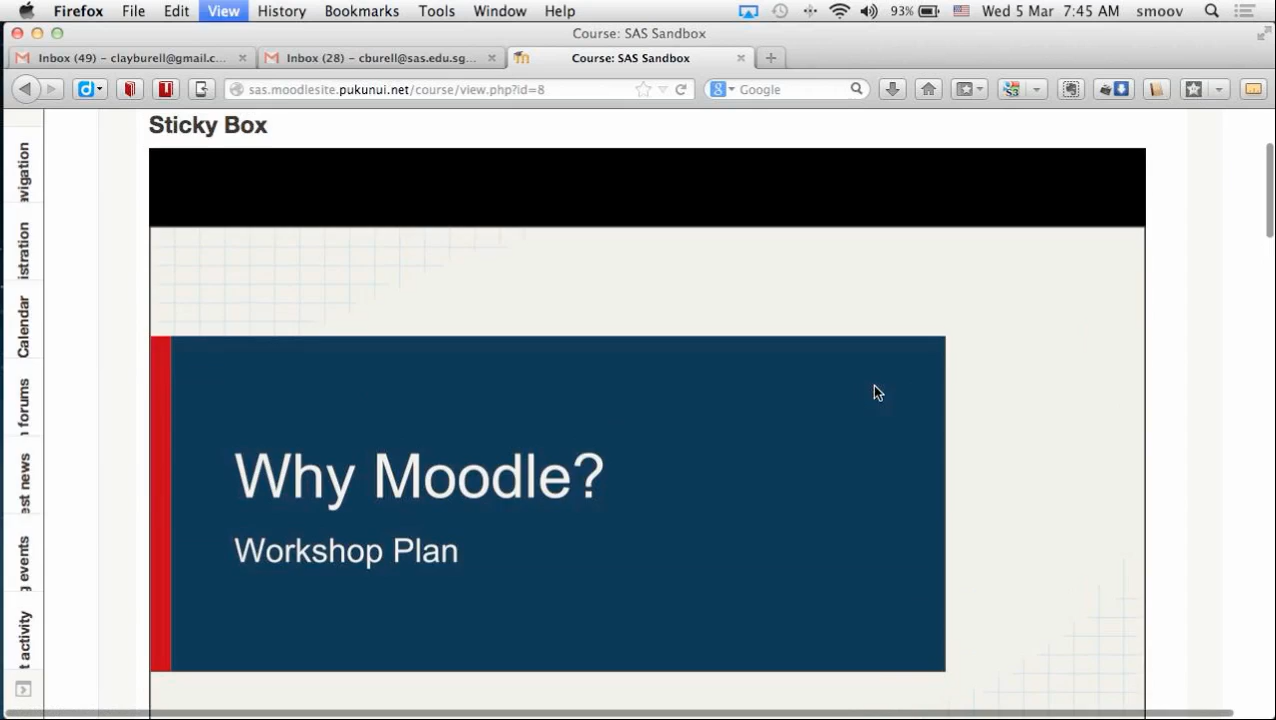 Firefox File Edit View History Bookmarks Tools Window Help 93% Wed 5 Mar 7:45 AM smoov
Course: SAS Sandbox
Inbox (49) – clayburell@gmail.c... Inbox (28) – cburell@sas.edu.sg... Course: SAS Sandbox
sas.moodlesite.pukunui.net/course/view.php?id=8 Google
Sticky Box
avigation
istration
Calendar
forums
est news
g events
t activity
Why Moodle?
Workshop Plan